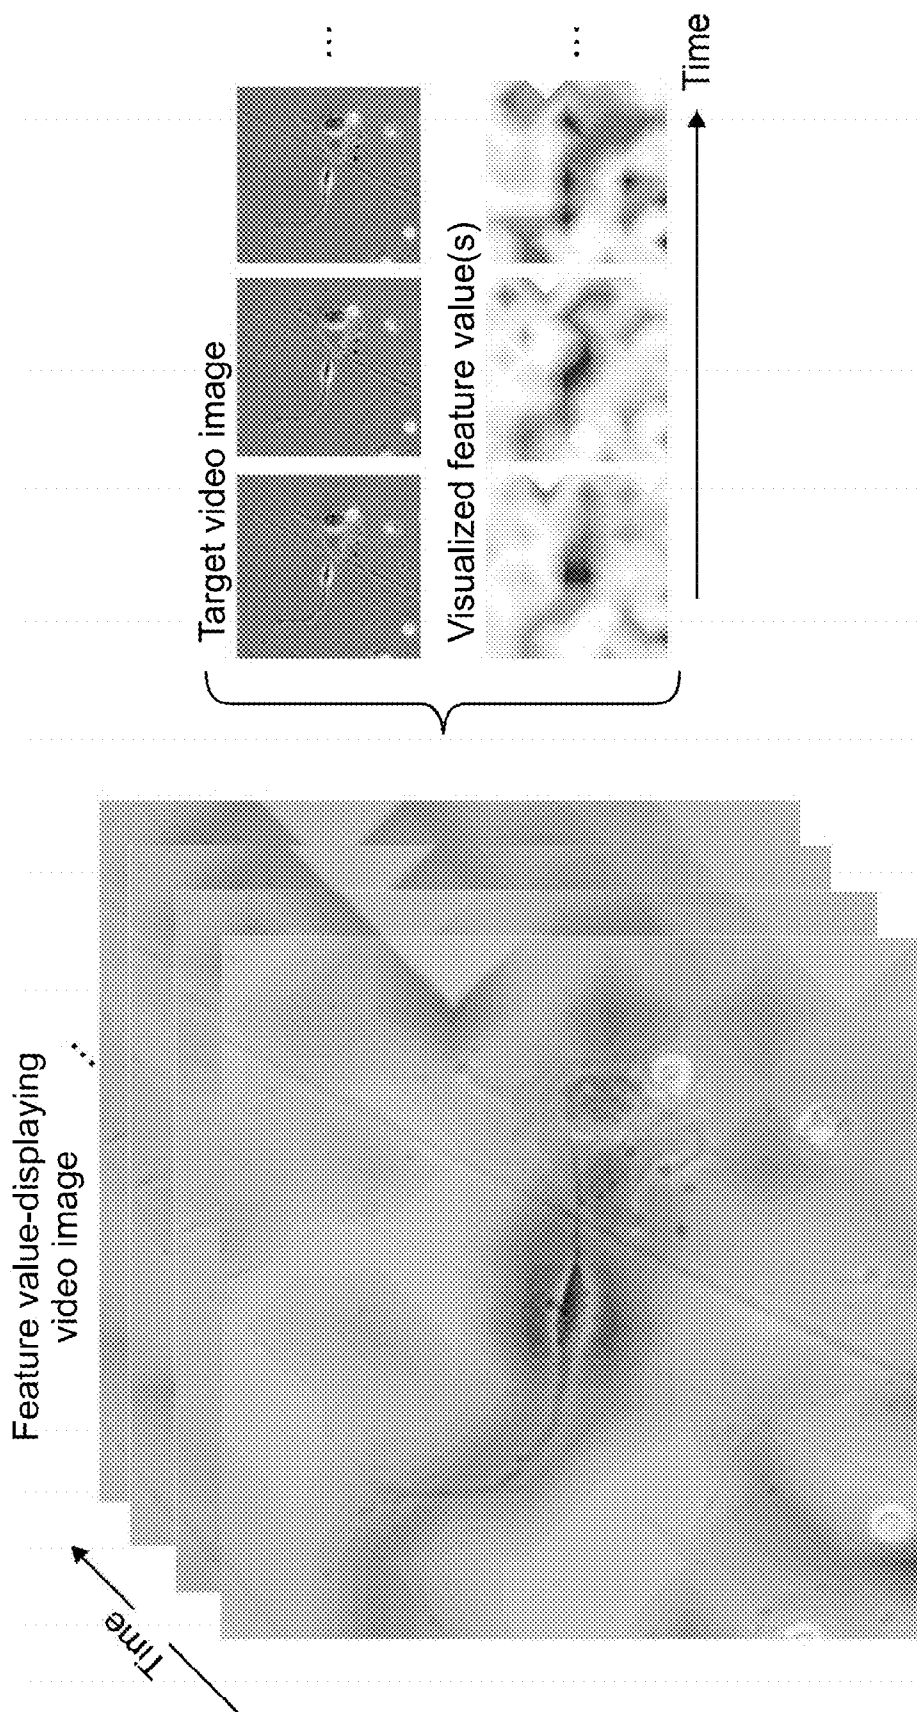 Feature value-displaying
video image
Time
Target video image
Visualized feature value(s)
Time